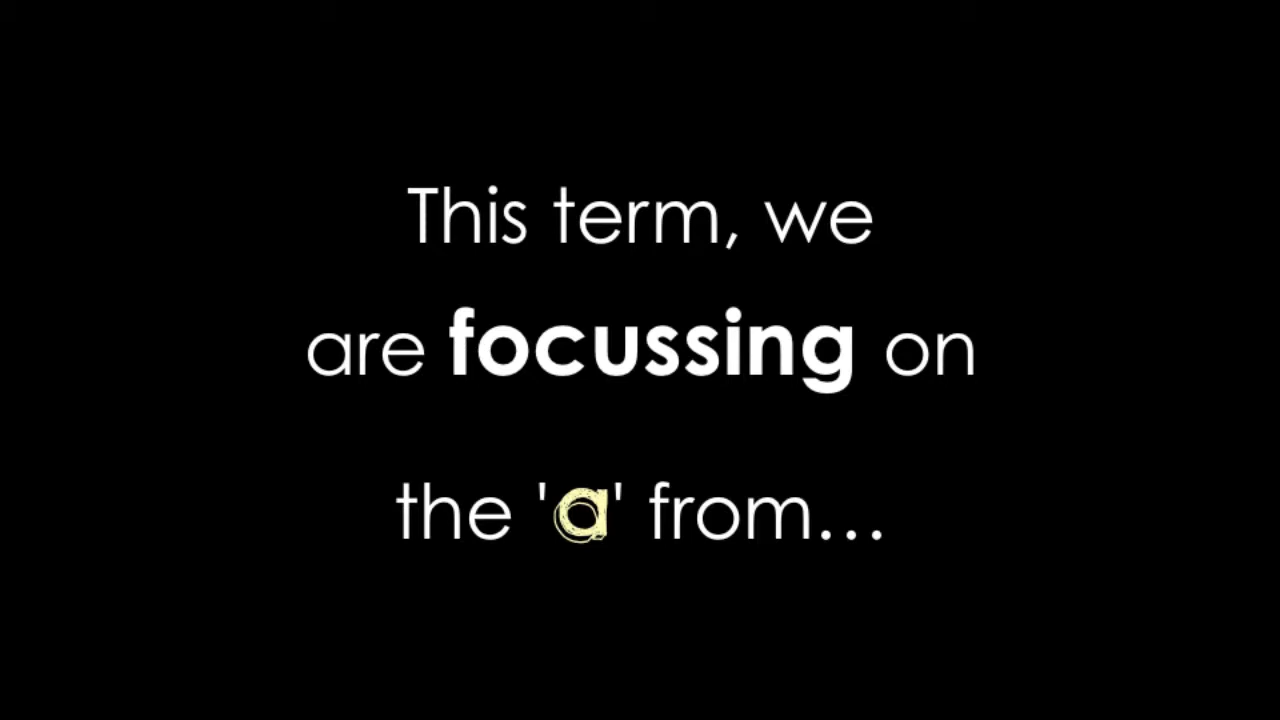 This term, we
are focussing on
the 'a' from...